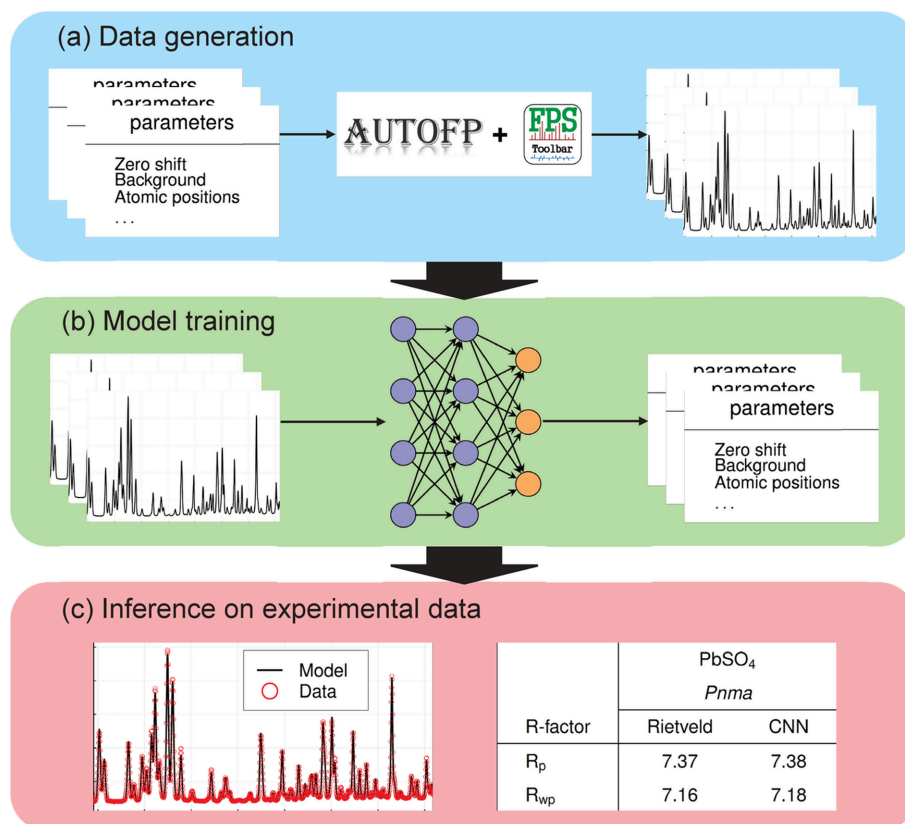 (a) Data generation
parameters
parameters
parameters
Zero shift
Background
Atomic positions
. . .
AUTOFP + FPS
Toolbar
(b) Model training
parameters
parameters
parameters
Zero shift
Background
Atomic positions
. . .
(c) Inference on experimental data
Model
Data
PbSO₄
Pnma
R-factor Rietveld CNN
Rₚ 7.37 7.38
R_wp 7.16 7.18